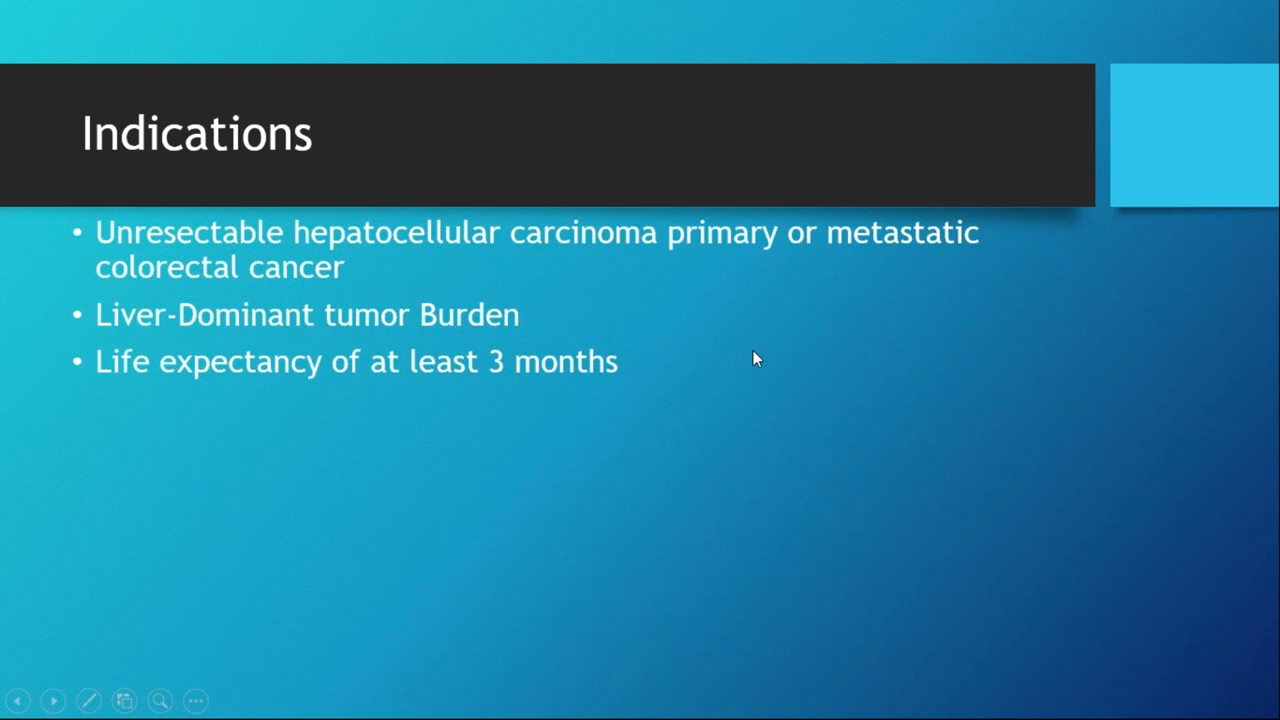 Indications
• Unresectable hepatocellular carcinoma primary or metastatic
colorectal cancer
• Liver-Dominant tumor Burden
• Life expectancy of at least 3 months